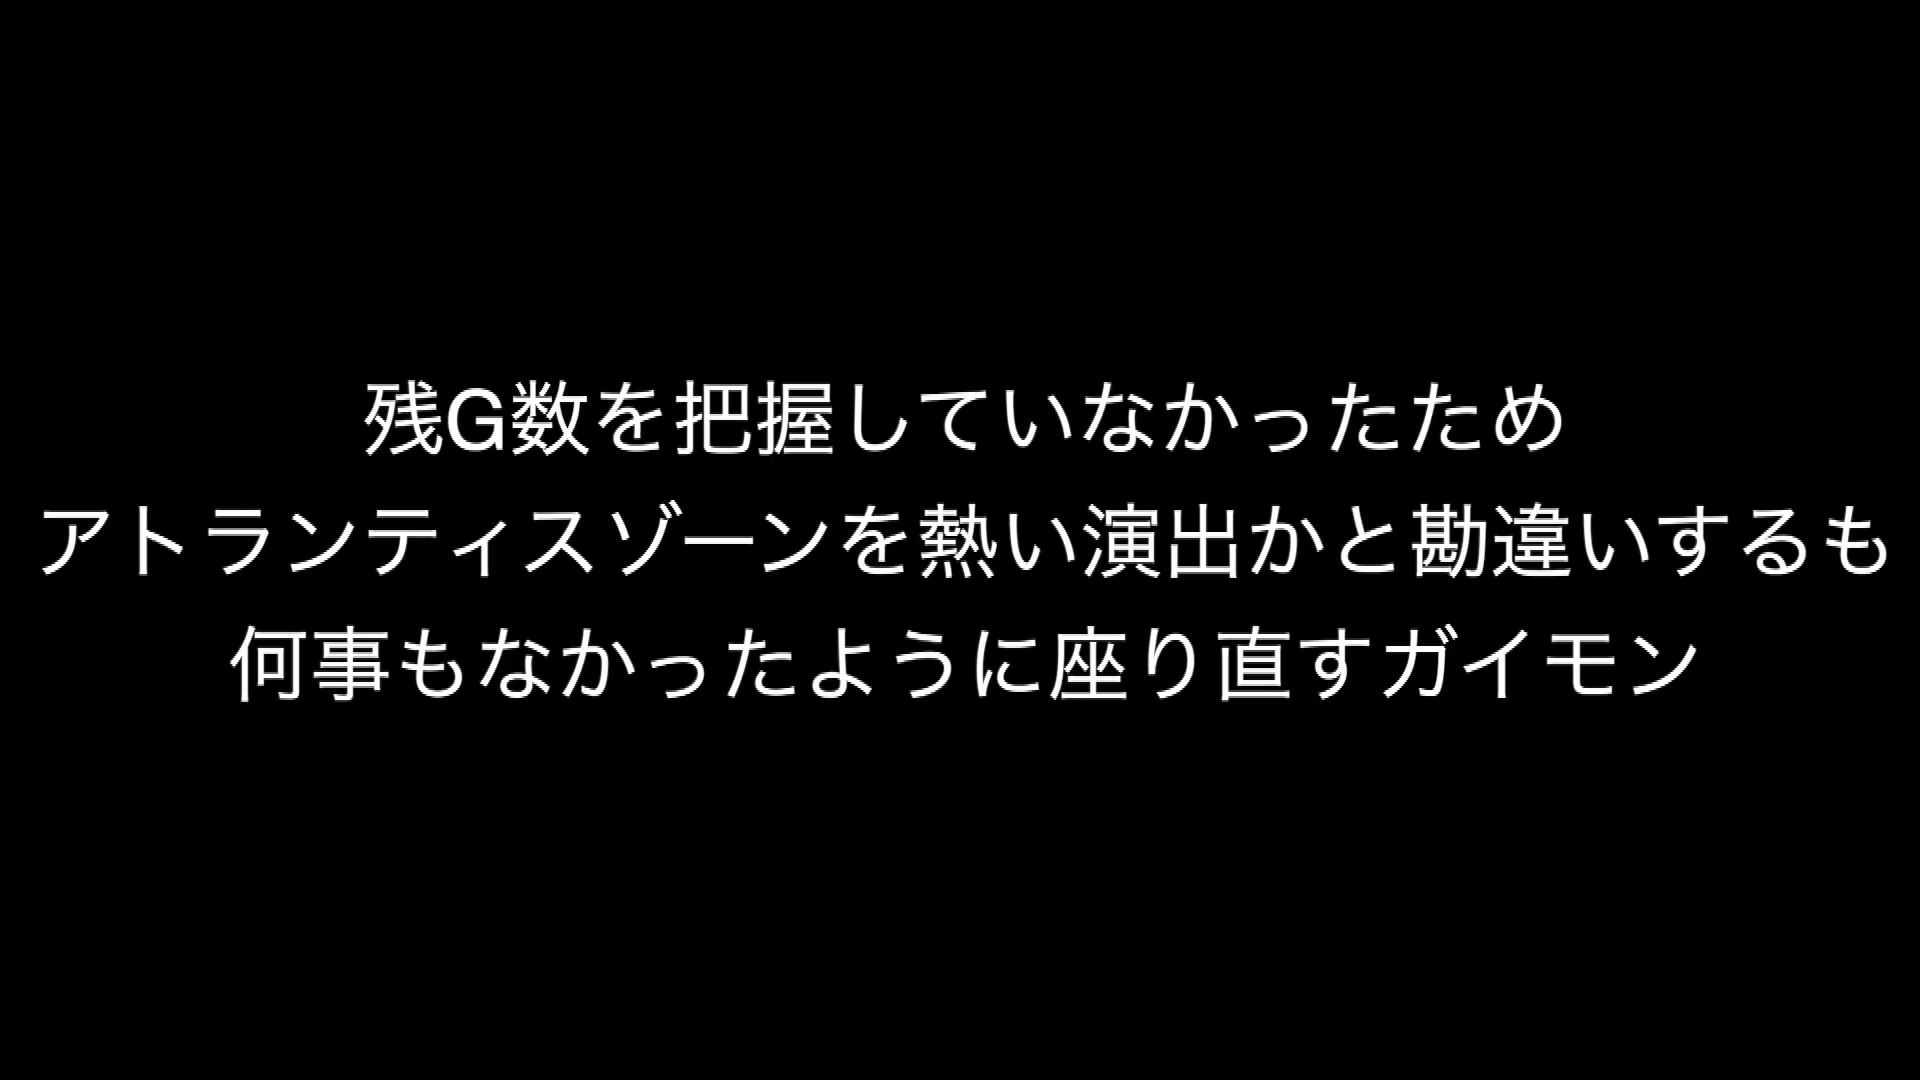 残G数を把握していなかったため
アトランティスゾーンを熱い演出かと勘違いするも
何事もなかったように座り直すガイモン